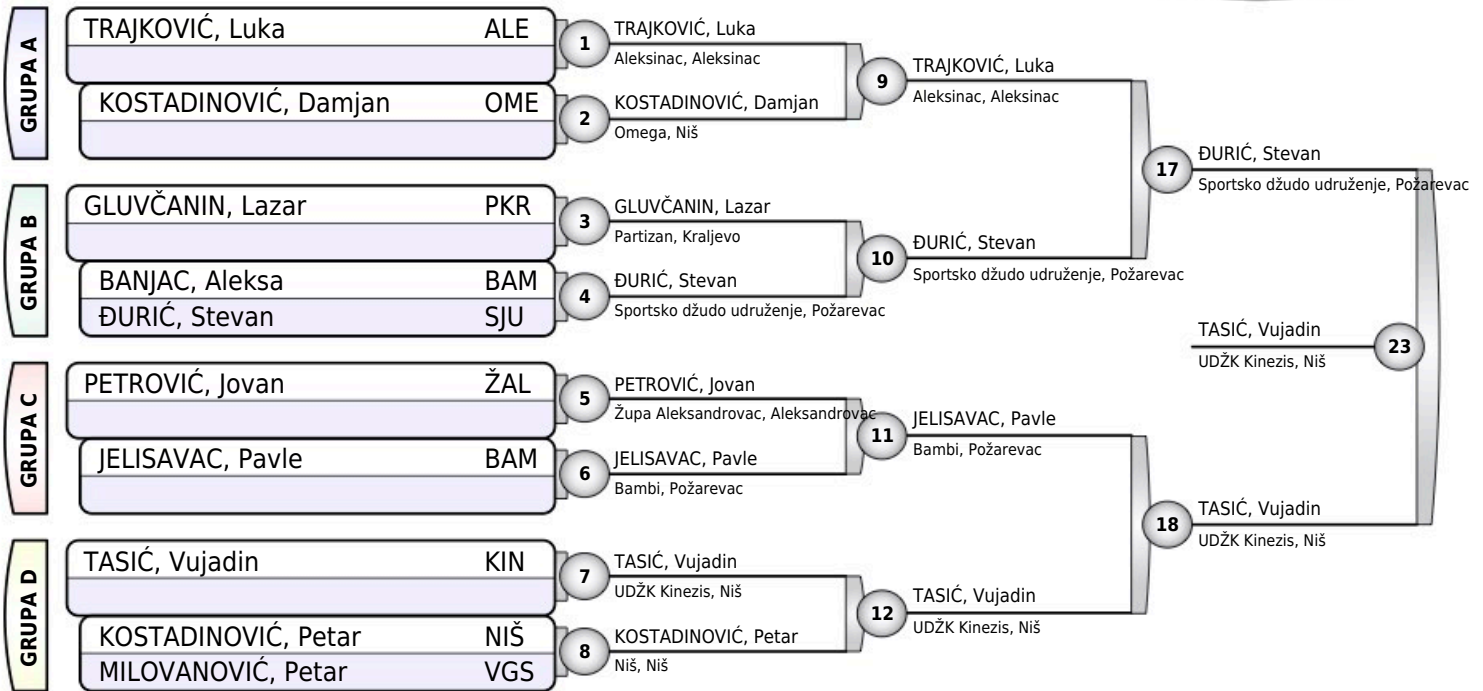 GRUPA A
TRAJKOVIĆ, Luka ALE
KOSTADINOVIĆ, Damjan OME
1
TRAJKOVIĆ, Luka
Aleksinac, Aleksinac
2
KOSTADINOVIĆ, Damjan
Omega, Niš
9
TRAJKOVIĆ, Luka
Aleksinac, Aleksinac
GRUPA B
GLUVČANIN, Lazar PKR
BANJAC, Aleksa BAM
ĐURIĆ, Stevan SJU
3
GLUVČANIN, Lazar
Partizan, Kraljevo
4
ĐURIĆ, Stevan
Sportsko džudo udruženje, Požarevac
10
ĐURIĆ, Stevan
Sportsko džudo udruženje, Požarevac
17
ĐURIĆ, Stevan
Sportsko džudo udruženje, Požarevac
GRUPA C
PETROVIĆ, Jovan ŽAL
JELISAVAC, Pavle BAM
5
PETROVIĆ, Jovan
Župa Aleksandrovac, Aleksandrovac
6
JELISAVAC, Pavle
Bambi, Požarevac
11
JELISAVAC, Pavle
Bambi, Požarevac
GRUPA D
TASIĆ, Vujadin KIN
KOSTADINOVIĆ, Petar NIŠ
MILOVANOVIĆ, Petar VGS
7
TASIĆ, Vujadin
UDŽK Kinezis, Niš
8
KOSTADINOVIĆ, Petar
Niš, Niš
12
TASIĆ, Vujadin
UDŽK Kinezis, Niš
18
TASIĆ, Vujadin
UDŽK Kinezis, Niš
TASIĆ, Vujadin
UDŽK Kinezis, Niš
23